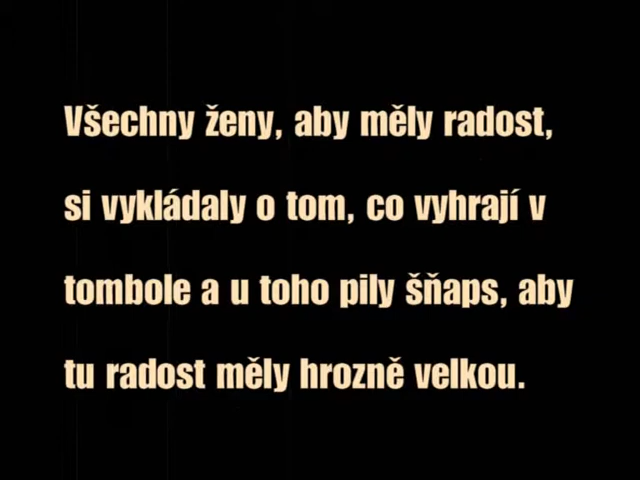 Všechny ženy, aby měly radost,
si vykládaly o tom, co vyhrají v
tombole a u toho pily šňaps, aby
tu radost měly hrozně velkou.